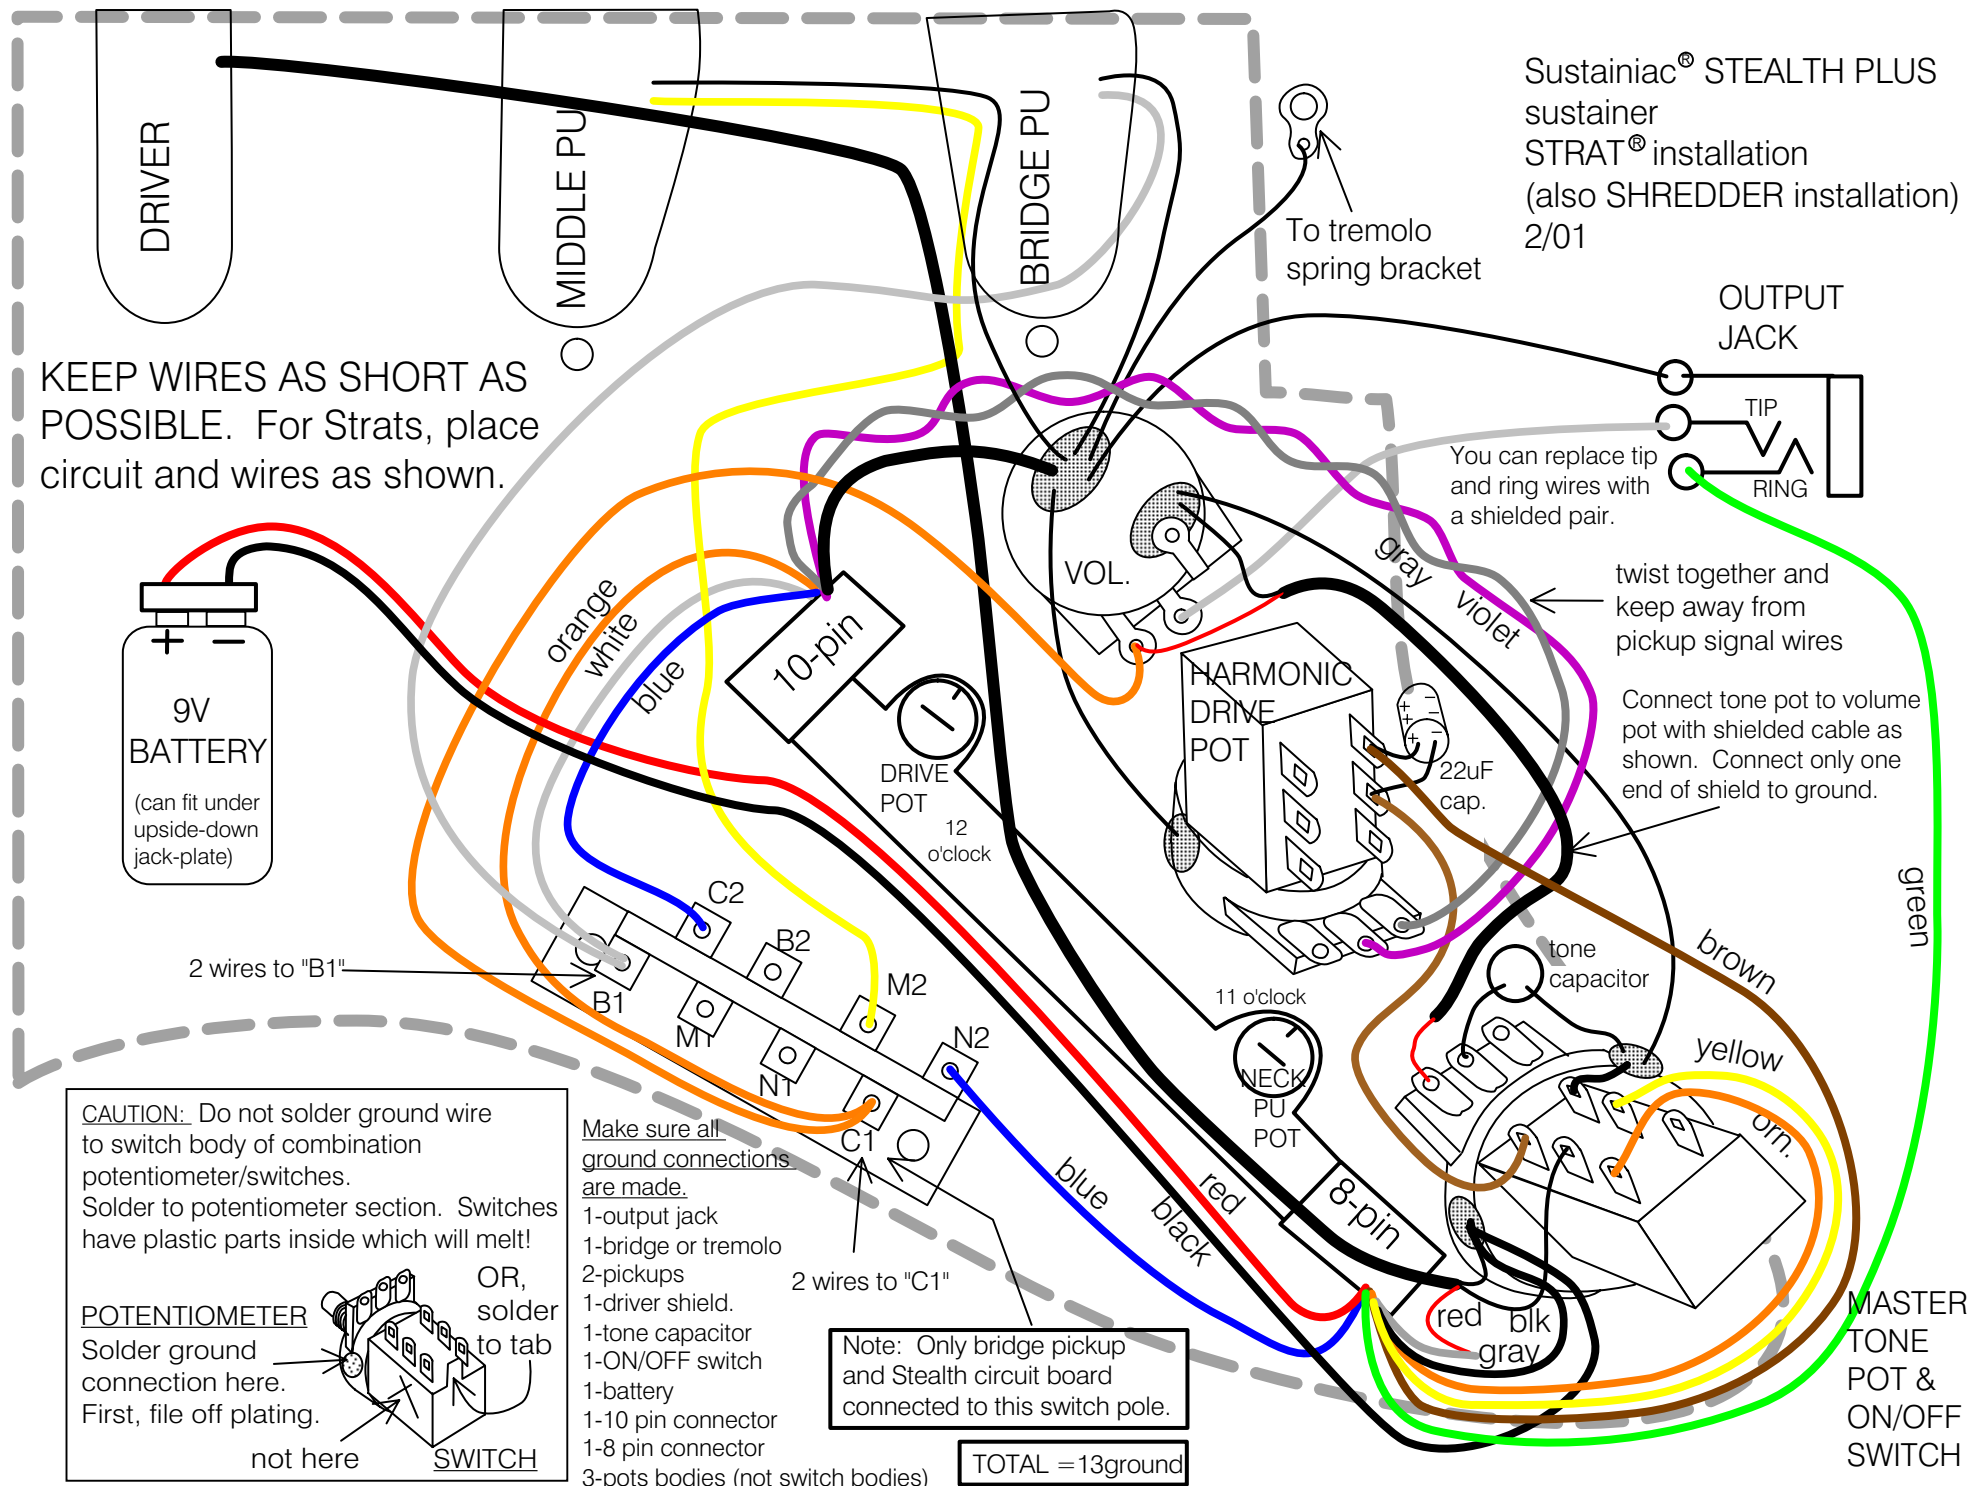 DRIVER
MIDDLE PU
BRIDGE PU
Sustainiac® STEALTH PLUS
sustainer
STRAT® installation
(also SHREDDER installation)
2/01
To tremolo
spring bracket
OUTPUT
JACK
TIP
RING
You can replace tip
and ring wires with
a shielded pair.
KEEP WIRES AS SHORT AS
POSSIBLE. For Strats, place
circuit and wires as shown.
VOL.
gray
violet
twist together and
keep away from
pickup signal wires
orange
white
blue
10-pin
+ −
9V
BATTERY
(can fit under
upside-down
jack-plate)
HARMONIC
DRIVE
POT
+ −
+ −
+ −
22uF
cap.
Connect tone pot to volume
pot with shielded cable as
shown. Connect only one
end of shield to ground.
DRIVE
POT
12
o'clock
green
C2
B2
M2
N2
B1
M1
N1
C1
2 wires to "B1"
tone
capacitor
brown
11 o'clock
NECK
PU
POT
yellow
orn.
8-pin
blue
red
black
red
blk
gray
CAUTION: Do not solder ground wire
to switch body of combination
potentiometer/switches.
Solder to potentiometer section. Switches
have plastic parts inside which will melt!
OR,
solder
to tab
POTENTIOMETER
Solder ground
connection here.
First, file off plating.
not here
SWITCH
Make sure all
ground connections
are made.
1-output jack
1-bridge or tremolo
2-pickups
1-driver shield.
1-tone capacitor
1-ON/OFF switch
1-battery
1-10 pin connector
1-8 pin connector
3-pots bodies (not switch bodies)
2 wires to "C1"
Note: Only bridge pickup
and Stealth circuit board
connected to this switch pole.
TOTAL =13ground
MASTER
TONE
POT &
ON/OFF
SWITCH